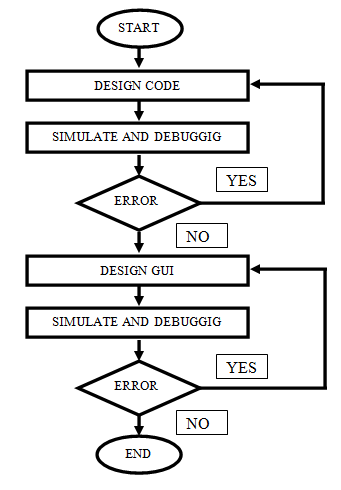 START
DESIGN CODE
SIMULATE AND DEBUGGIG
YES
ERROR
NO
DESIGN GUI
SIMULATE AND DEBUGGIG
YES
ERROR
NO
END